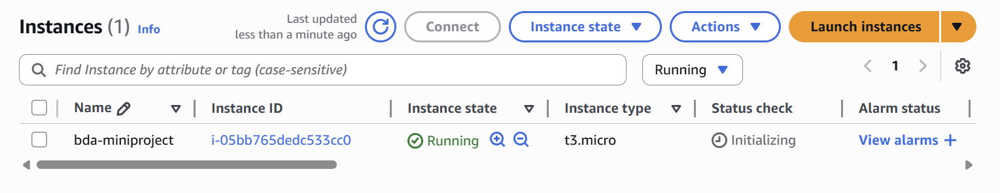 Instances (1) Info
Last updated
less than a minute ago
Connect
Instance state
Actions
Launch instances
Find Instance by attribute or tag (case-sensitive)
Running
1
Name Instance ID Instance state Instance type Status check Alarm status
bda-miniproject i-05bb765dedc533cc0 Running t3.micro Initializing View alarms +